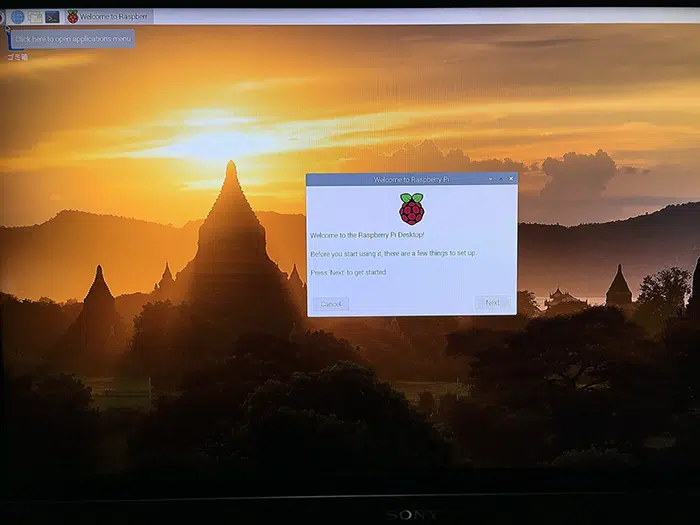 Welcome to Raspberr
Click here to open applications menu
ゴミ箱
Welcome to Raspberry Pi
Welcome to the Raspberry Pi Desktop!
Before you start using it, there are a few things to set up.
Press 'Next' to get started.
Cancel
Next
SONY